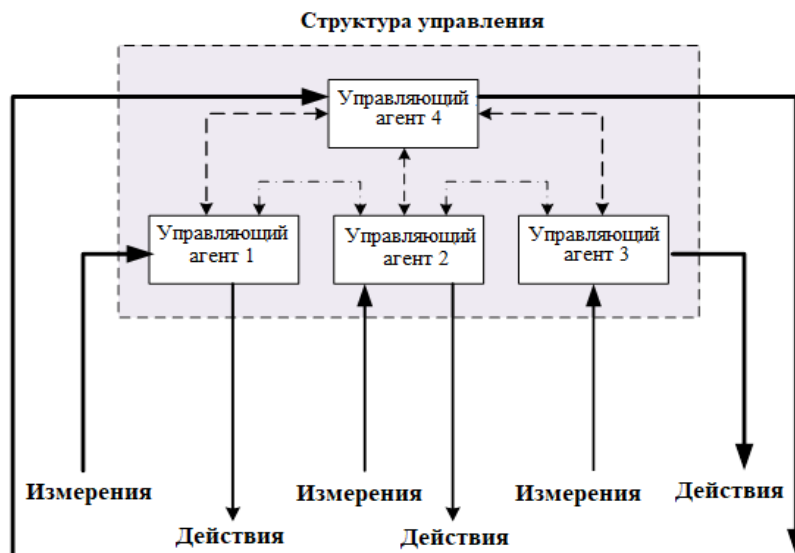 Структура управления
Управляющий
агент 4
Управляющий
агент 1
Управляющий
агент 2
Управляющий
агент 3
Измерения
Действия
Измерения
Действия
Измерения
Действия